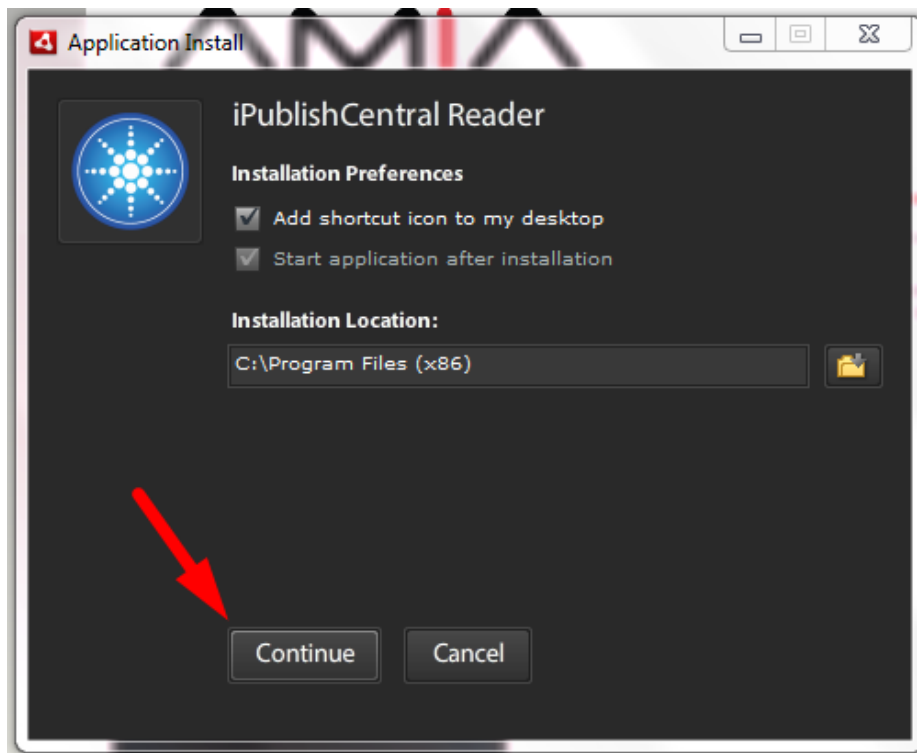 AMiA
Application Install
iPublishCentral Reader
Installation Preferences
Add shortcut icon to my desktop
Start application after installation
Installation Location:
C:\Program Files (x86)
Continue
Cancel